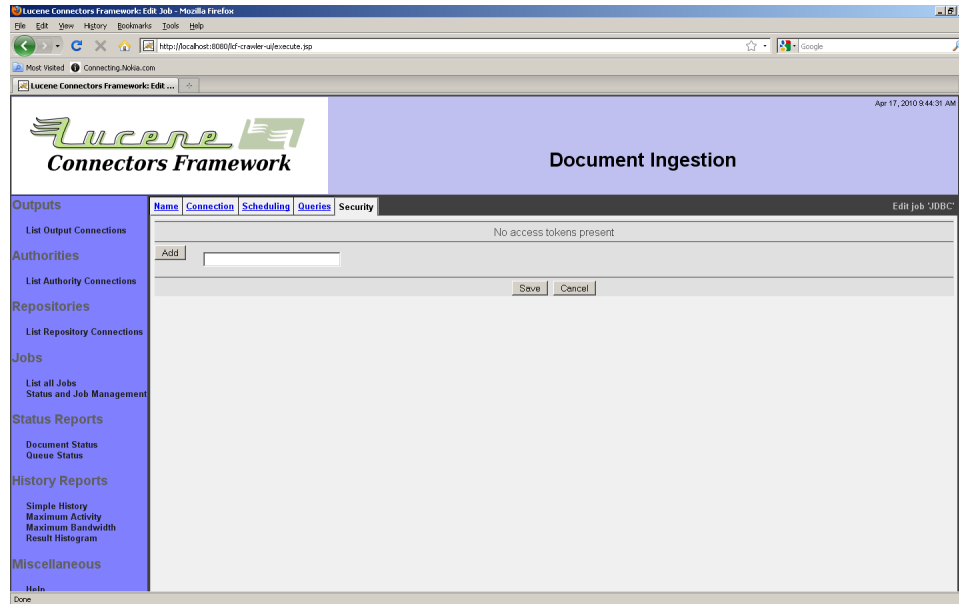 Lucene Connectors Framework: Edit Job - Mozilla Firefox
File Edit View History Bookmarks Tools Help
http://localhost:8080/lcf-crawler-ui/execute.jsp
Google
Most Visited Connecting.Nokia.com
Lucene Connectors Framework: Edit ...
Apr 17, 2010 9:44:31 AM
Lucene
Connectors Framework
Document Ingestion
Outputs
List Output Connections
Authorities
List Authority Connections
Repositories
List Repository Connections
Jobs
List all Jobs
Status and Job Management
Status Reports
Document Status
Queue Status
History Reports
Simple History
Maximum Activity
Maximum Bandwidth
Result Histogram
Miscellaneous
Help
Name Connection Scheduling Queries Security
Edit job 'JDBC'
No access tokens present
Add
Save Cancel
Done